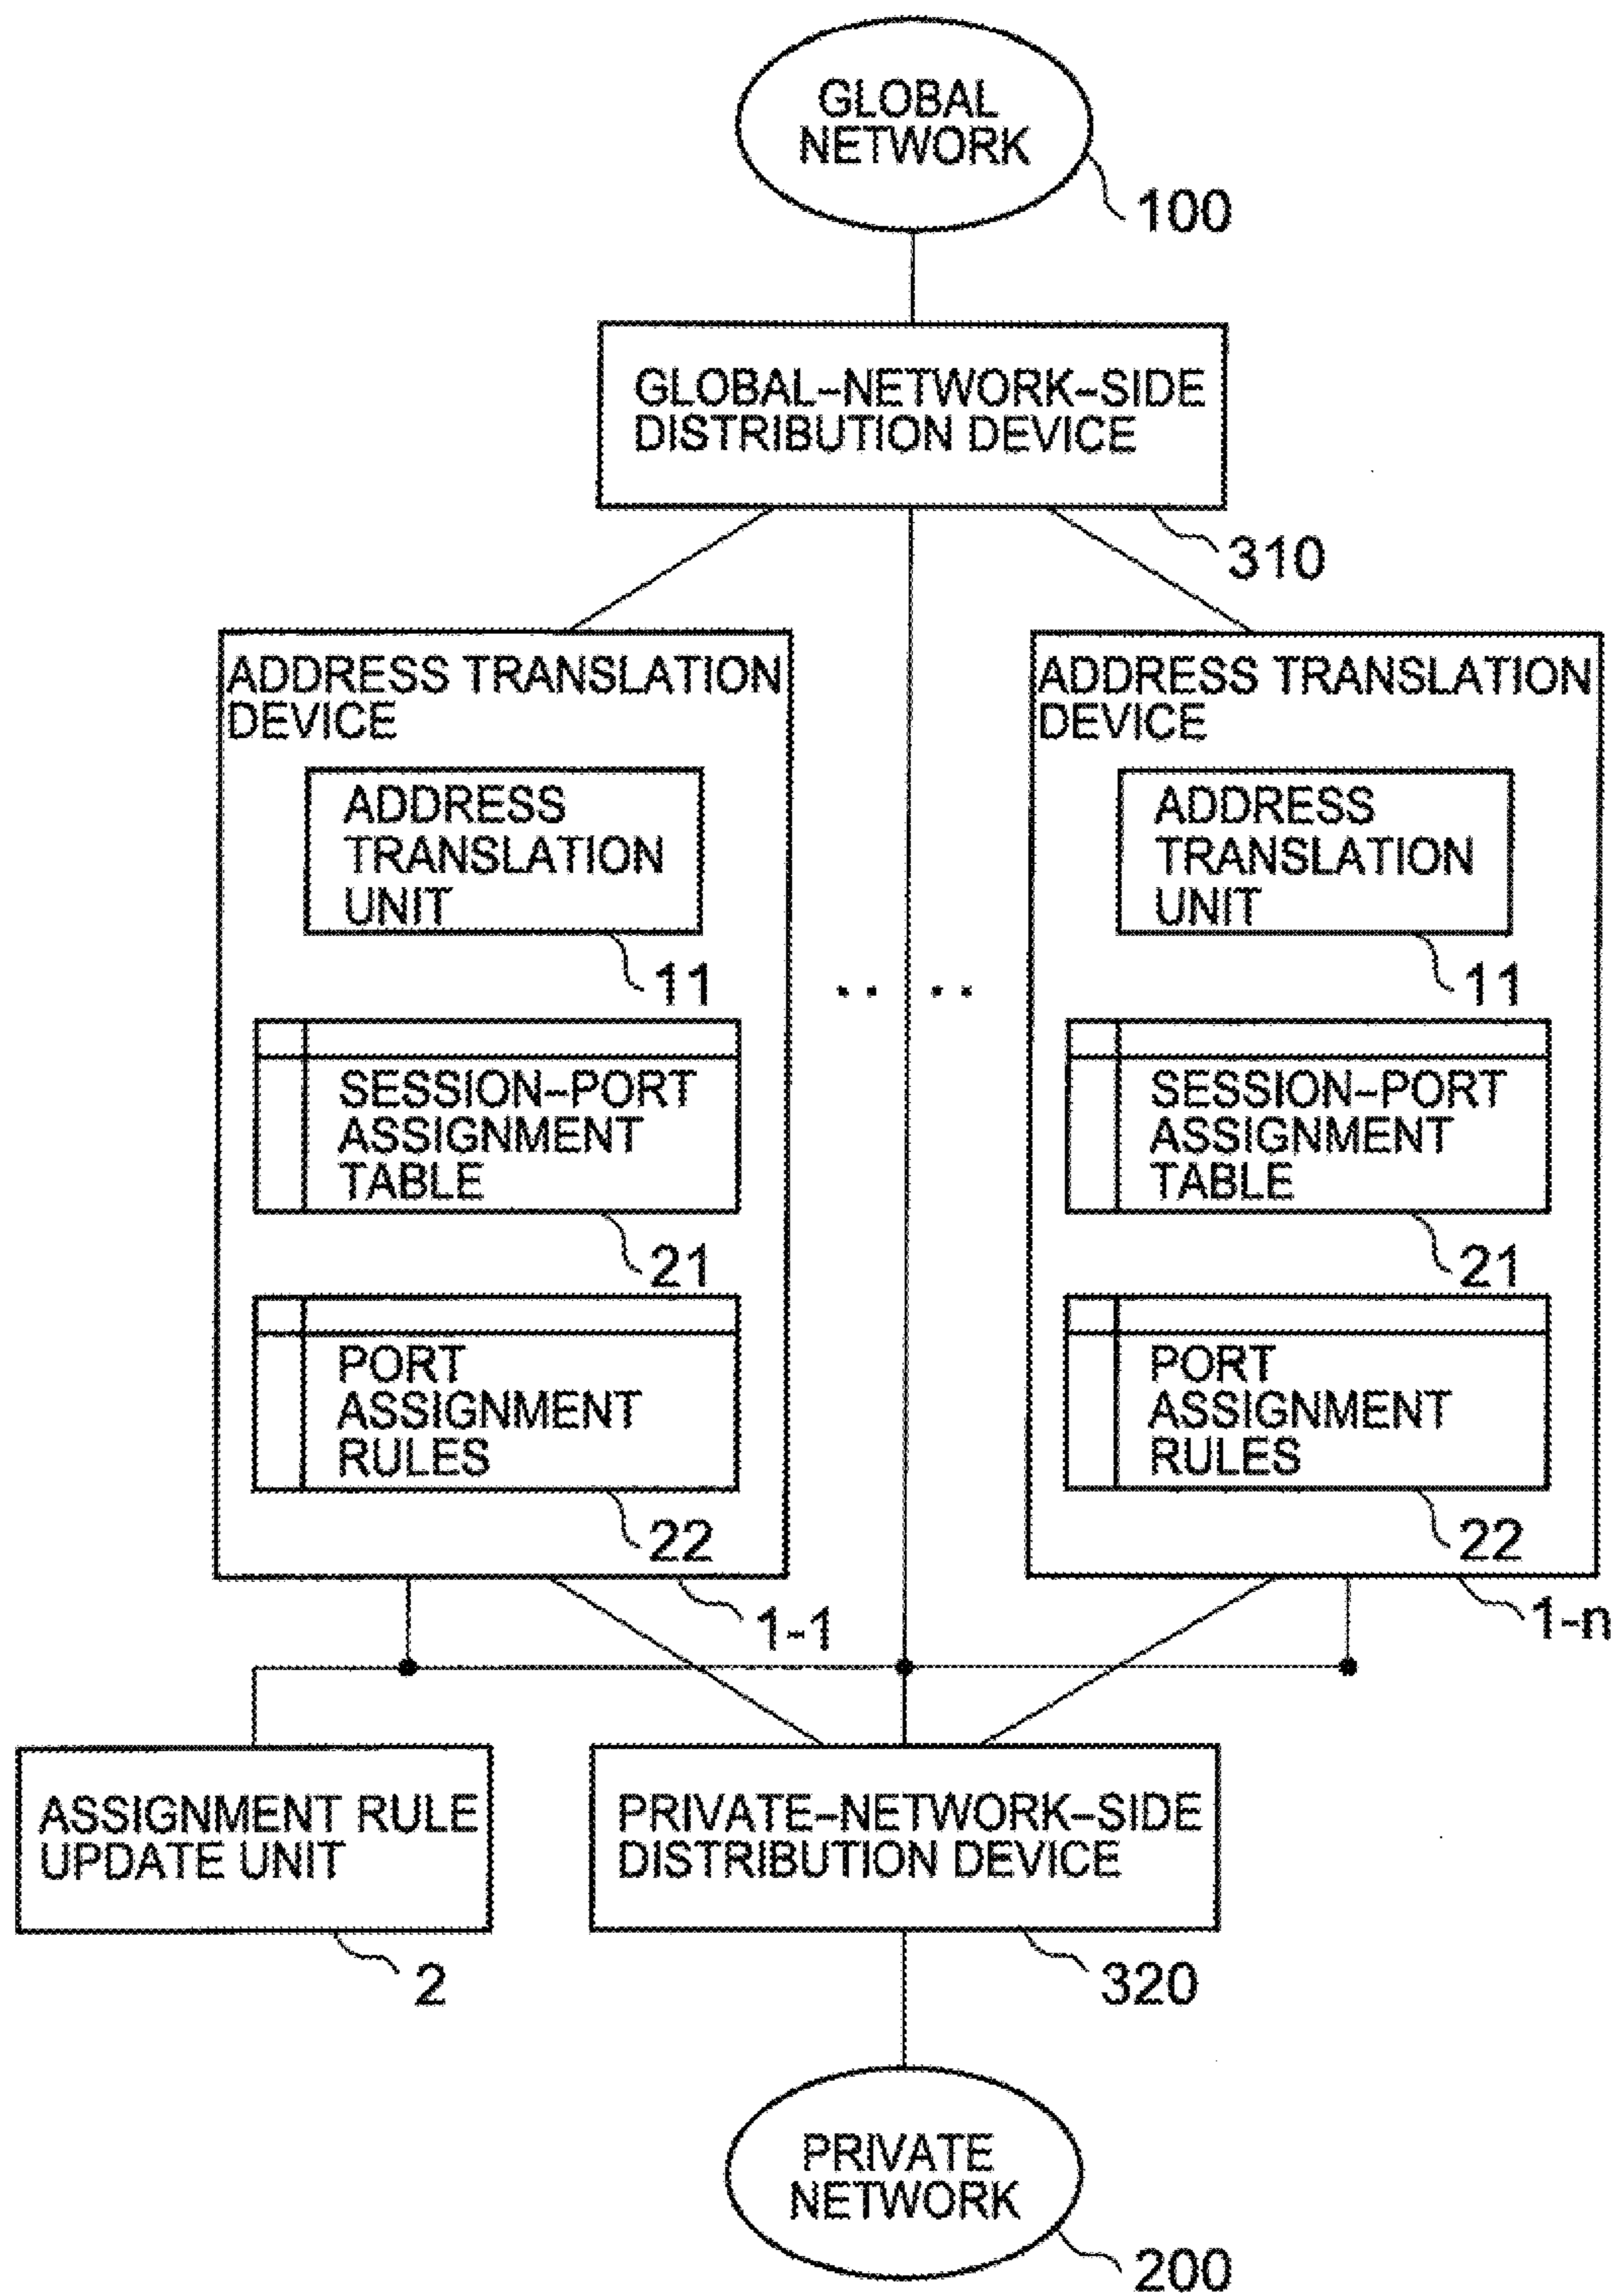 GLOBAL
NETWORK
100
GLOBAL-NETWORK-SIDE
DISTRIBUTION DEVICE
310
ADDRESS TRANSLATION
DEVICE
ADDRESS
TRANSLATION
UNIT
11
SESSION-PORT
ASSIGNMENT
TABLE
21
PORT
ASSIGNMENT
RULES
22
1-1
ADDRESS TRANSLATION
DEVICE
ADDRESS
TRANSLATION
UNIT
11
SESSION-PORT
ASSIGNMENT
TABLE
21
PORT
ASSIGNMENT
RULES
22
1-n
ASSIGNMENT RULE
UPDATE UNIT
2
PRIVATE-NETWORK-SIDE
DISTRIBUTION DEVICE
320
PRIVATE
NETWORK
200